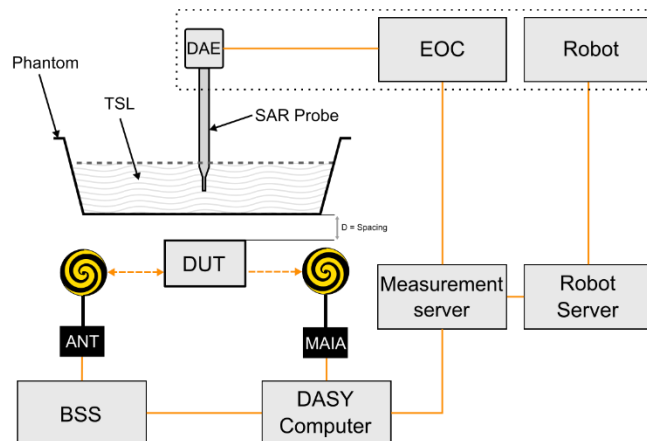 DAE
EOC
Robot
Phantom
TSL
SAR Probe
D = Spacing
DUT
Measurement
server
Robot
Server
ANT
MAIA
BSS
DASY
Computer